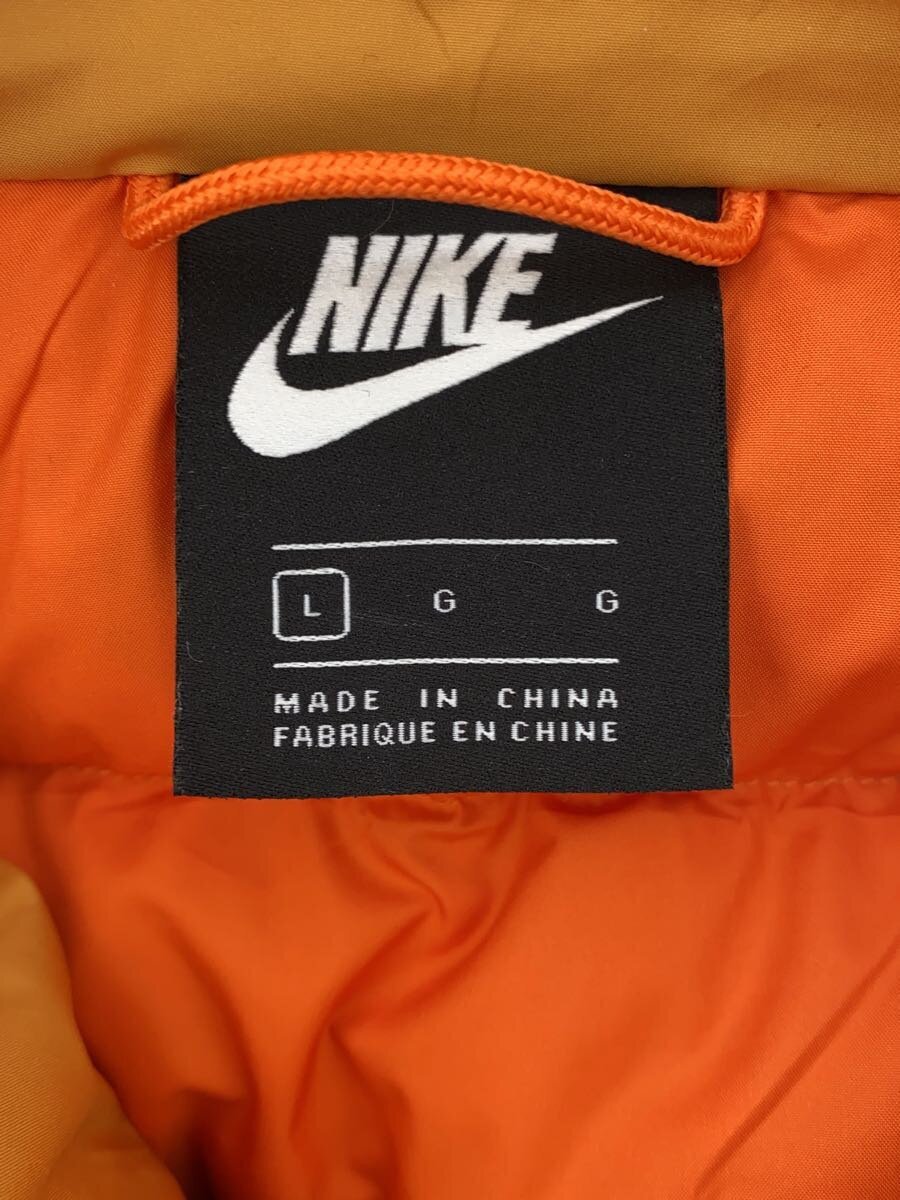 NIKE
L G G
MADE IN CHINA
FABRIQUE EN CHINE